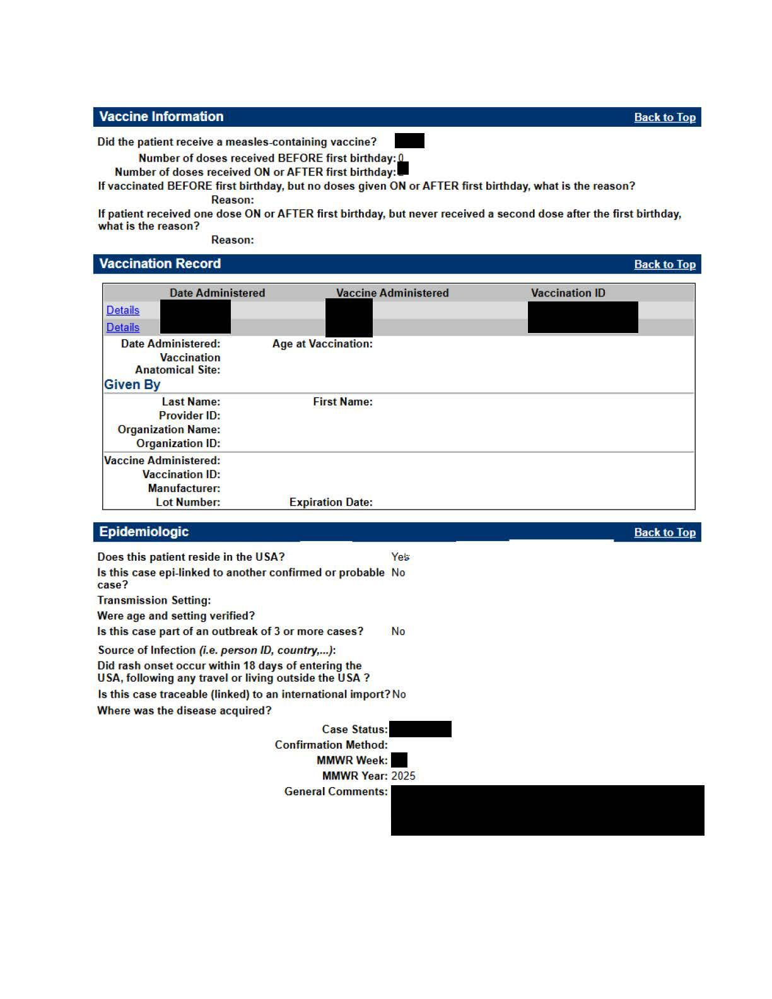 Vaccine Information Back to Top
Did the patient receive a measles-containing vaccine?
Number of doses received BEFORE first birthday: 0
Number of doses received ON or AFTER first birthday:
If vaccinated BEFORE first birthday, but no doses given ON or AFTER first birthday, what is the reason?
Reason:
If patient received one dose ON or AFTER first birthday, but never received a second dose after the first birthday,
what is the reason?
Reason:
Vaccination Record Back to Top
Date Administered Vaccine Administered Vaccination ID
Details
Details
Date Administered: Age at Vaccination:
Vaccination
Anatomical Site:
Given By
Last Name: First Name:
Provider ID:
Organization Name:
Organization ID:
Vaccine Administered:
Vaccination ID:
Manufacturer:
Lot Number: Expiration Date:
Epidemiologic Back to Top
Does this patient reside in the USA? Yes
Is this case epi-linked to another confirmed or probable No
case?
Transmission Setting:
Were age and setting verified?
Is this case part of an outbreak of 3 or more cases? No
Source of Infection (i.e. person ID, country,...):
Did rash onset occur within 18 days of entering the
USA, following any travel or living outside the USA ?
Is this case traceable (linked) to an international import? No
Where was the disease acquired?
Case Status:
Confirmation Method:
MMWR Week:
MMWR Year: 2025
General Comments: